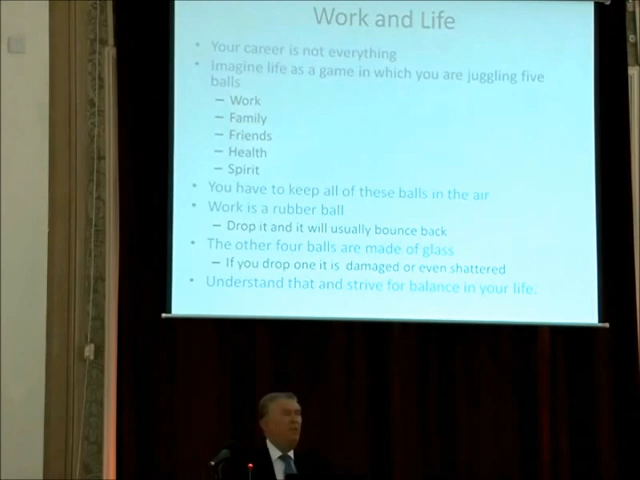 Work and Life
• Your career is not everything
• Imagine life as a game in which you are juggling five
balls
– Work
– Family
– Friends
– Health
– Spirit
• You have to keep all of these balls in the air
• Work is a rubber ball
– Drop it and it will usually bounce back
• The other four balls are made of glass
– If you drop one it is damaged or even shattered
• Understand that and strive for balance in your life.